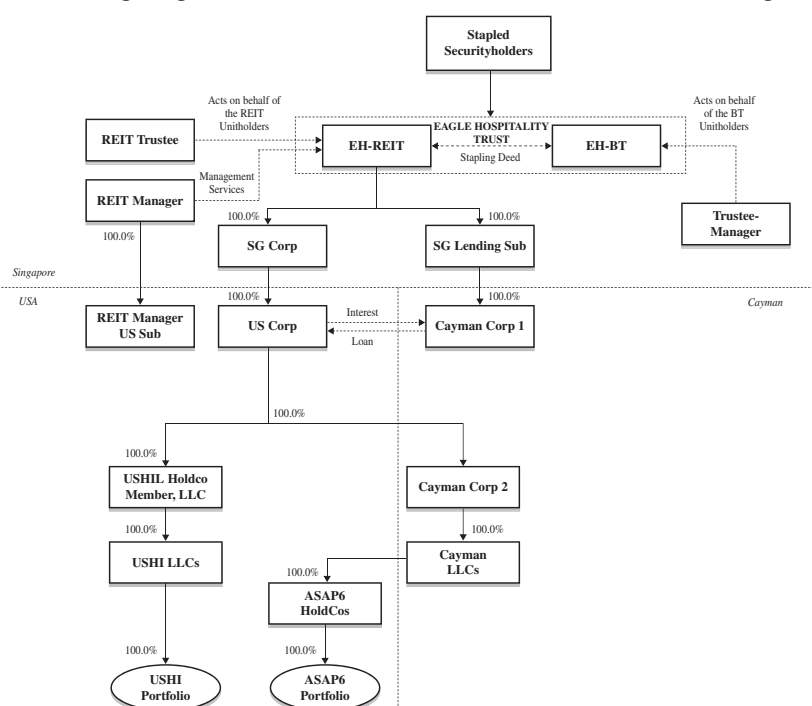 Stapled
Securityholders
Acts on behalf of
the REIT
Unitholders
Acts on behalf
of the BT
Unitholders
REIT Trustee
EH-REIT
EAGLE HOSPITALITY
TRUST
Stapling Deed
EH-BT
REIT Manager
Management
Services
Trustee-
Manager
100.0%
100.0%
100.0%
SG Corp
SG Lending Sub
Singapore
USA
Cayman
100.0%
100.0%
REIT Manager
US Sub
US Corp
Interest
Loan
Cayman Corp 1
100.0%
100.0%
USHIL Holdco
Member, LLC
Cayman Corp 2
100.0%
100.0%
USHI LLCs
Cayman
LLCs
100.0%
ASAP6
HoldCos
100.0%
100.0%
USHI
Portfolio
ASAP6
Portfolio